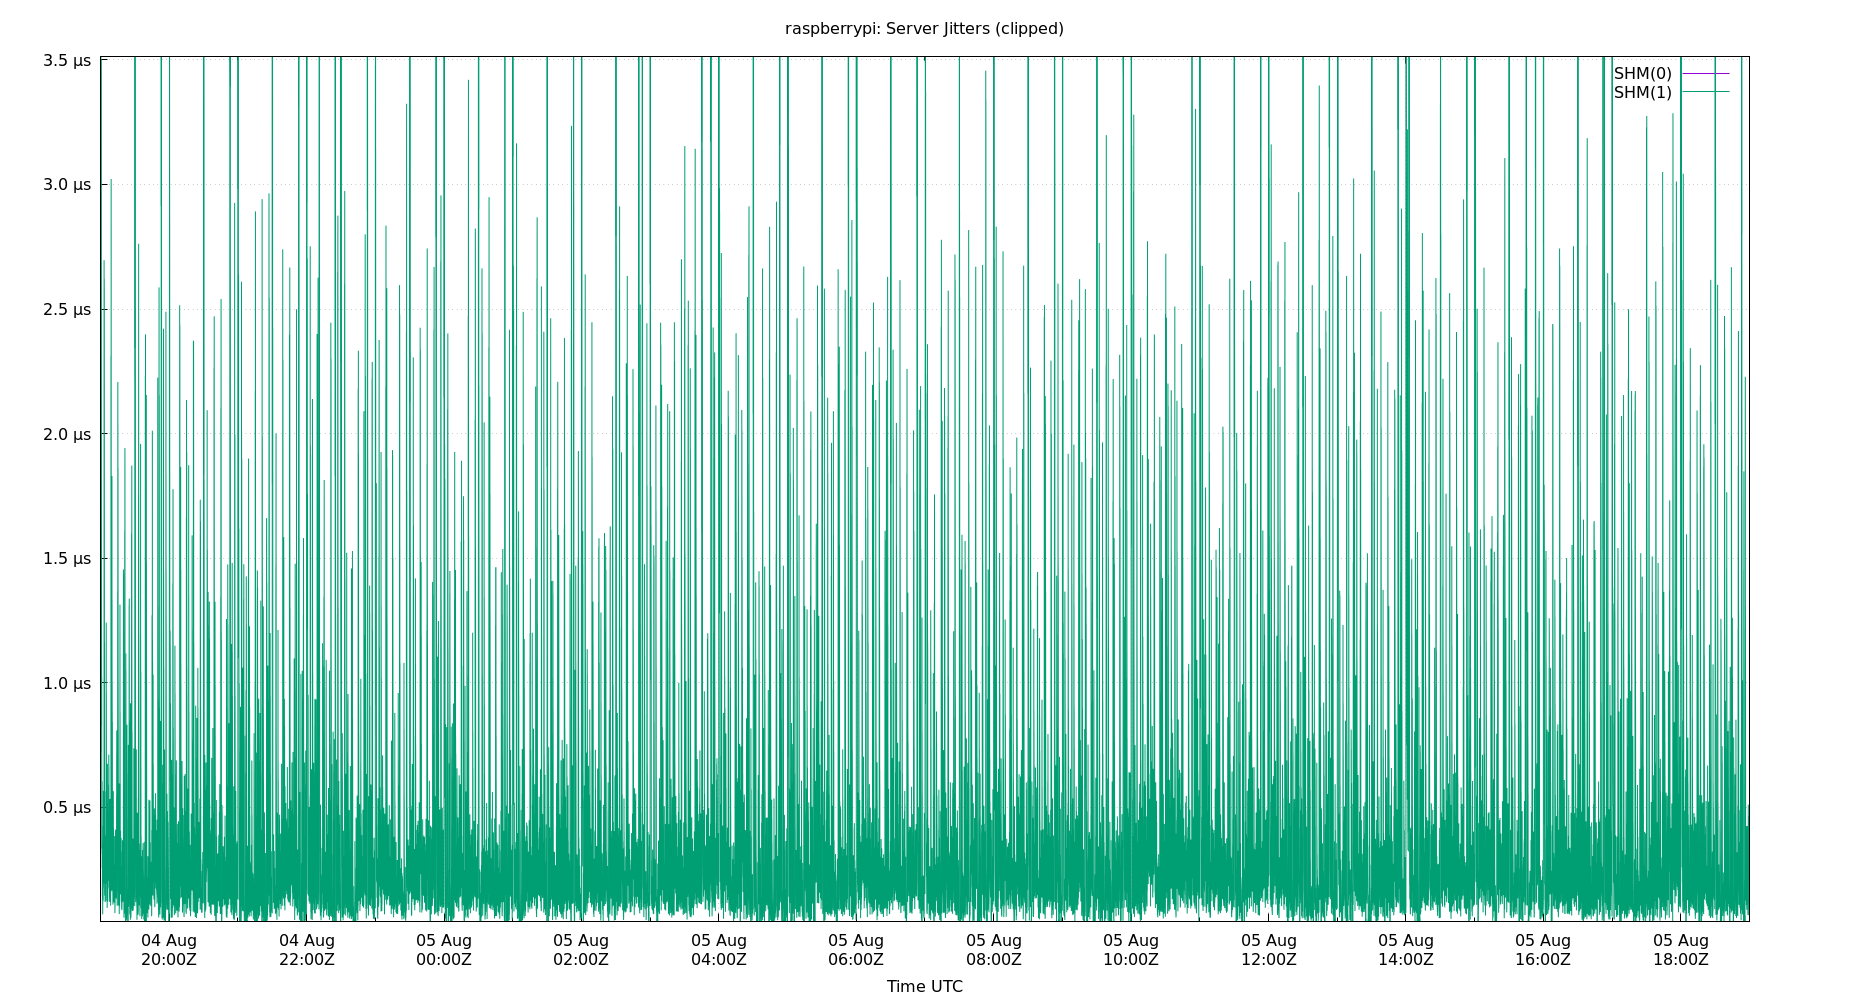 raspberrypi: Server Jitters (clipped)
3.5 µs
3.0 µs
2.5 µs
2.0 µs
1.5 µs
1.0 µs
0.5 µs
SHM(0)
SHM(1)
04 Aug 04 Aug 05 Aug 05 Aug 05 Aug 05 Aug 05 Aug 05 Aug 05 Aug 05 Aug 05 Aug 05 Aug
20:00Z 22:00Z 00:00Z 02:00Z 04:00Z 06:00Z 08:00Z 10:00Z 12:00Z 14:00Z 16:00Z 18:00Z
Time UTC